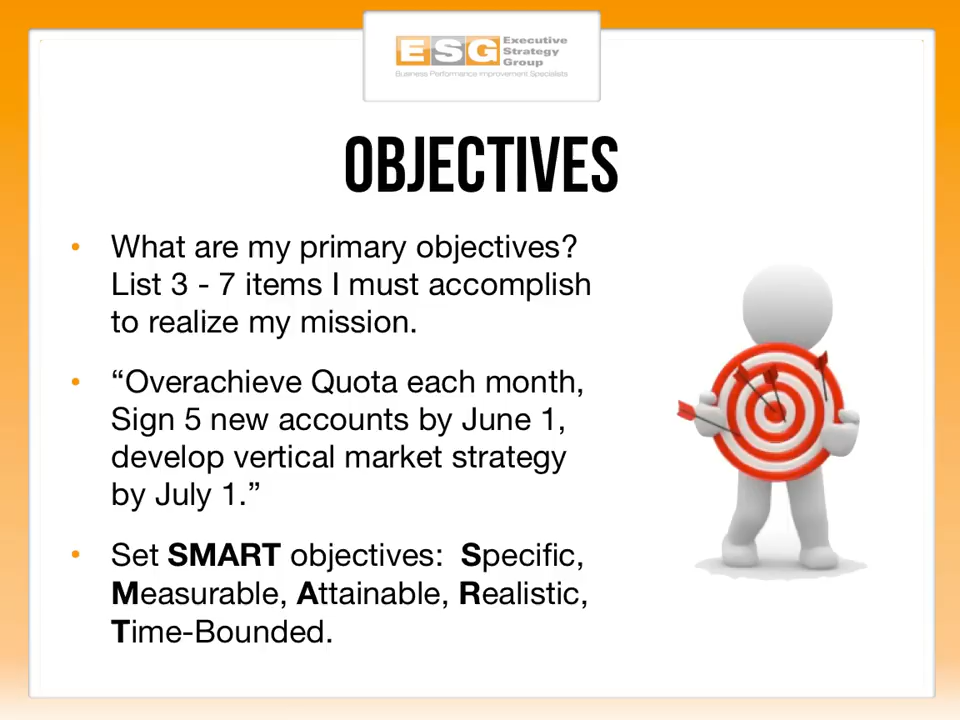 ESG Executive
Strategy
Group
Business Performance Improvement Specialists
OBJECTIVES
• What are my primary objectives?
List 3 - 7 items I must accomplish
to realize my mission.
• “Overachieve Quota each month,
Sign 5 new accounts by June 1,
develop vertical market strategy
by July 1.”
• Set SMART objectives:  Specific,
Measurable, Attainable, Realistic,
Time-Bounded.